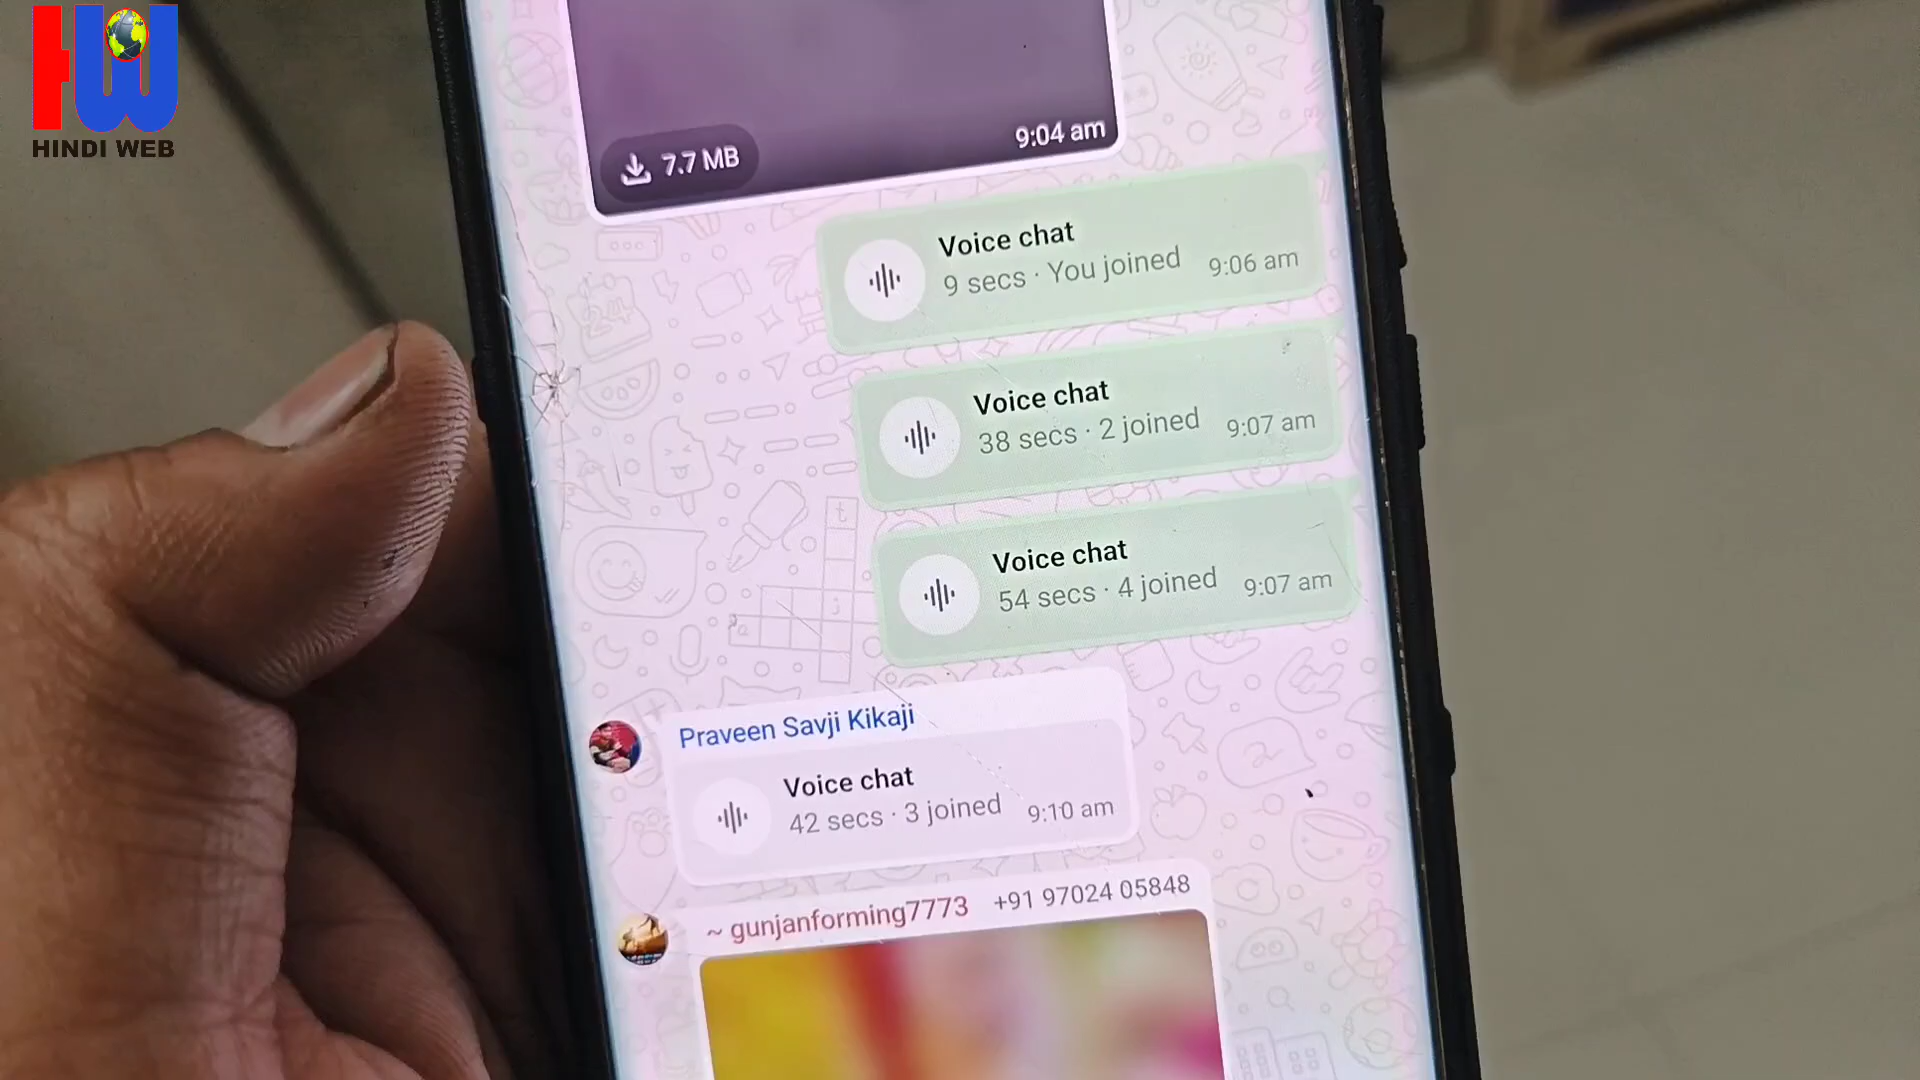 HINDI WEB
7.7 MB
9:04 am
Voice chat
9 secs · You joined 9:06 am
Voice chat
38 secs · 2 joined 9:07 am
Voice chat
54 secs · 4 joined 9:07 am
Praveen Savji Kikaji
Voice chat
42 secs · 3 joined 9:10 am
~ gunjanforming7773 +91 97024 05848